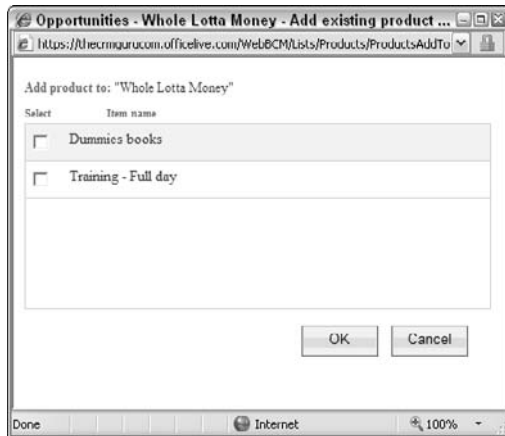 Opportunities - Whole Lotta Money - Add existing product ...
https://thecrmgurucom.officelive.com/WebBCM/Lists/Products/ProductsAddTo
Add product to: "Whole Lotta Money"
Select Item name
Dummies books
Training - Full day
OK Cancel
Done Internet 100%